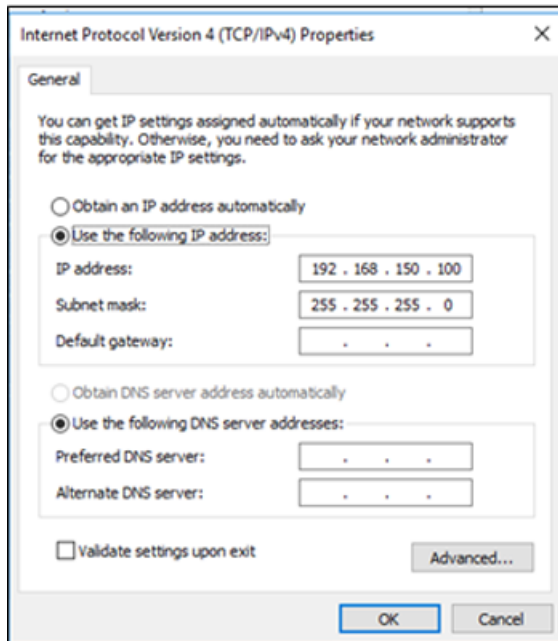 Internet Protocol Version 4 (TCP/IPv4) Properties
General
You can get IP settings assigned automatically if your network supports
this capability. Otherwise, you need to ask your network administrator
for the appropriate IP settings.
Obtain an IP address automatically
Use the following IP address:
IP address: 192 . 168 . 150 . 100
Subnet mask: 255 . 255 . 255 . 0
Default gateway: . . .
Obtain DNS server address automatically
Use the following DNS server addresses:
Preferred DNS server: . . .
Alternate DNS server: . . .
Validate settings upon exit
Advanced...
OK Cancel